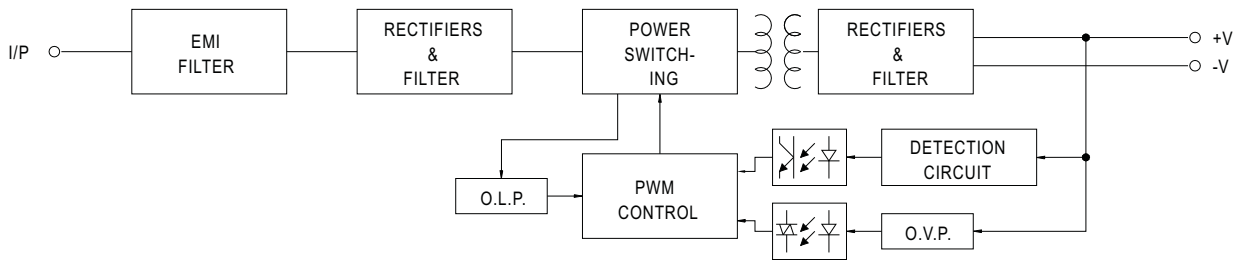 I/P
EMI
FILTER
RECTIFIERS
&
FILTER
POWER
SWITCH-
ING
RECTIFIERS
&
FILTER
+V
-V
O.L.P.
PWM
CONTROL
DETECTION
CIRCUIT
O.V.P.